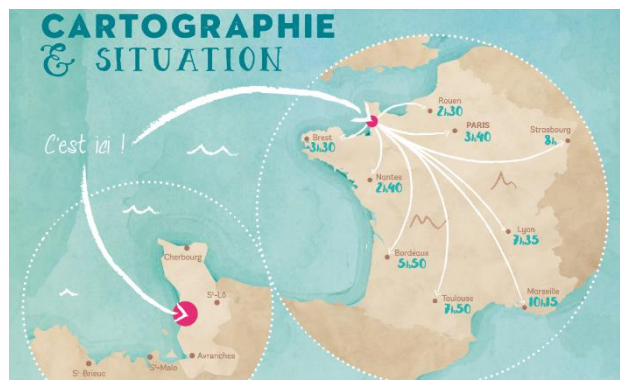 CARTOGRAPHIE
& SITUATION
C'est ici !
Rouen
2h30
PARIS
3h40
Strasbourg
8h
Brest
3h30
Nantes
2h40
Lyon
7h35
Bordeaux
5h50
Toulouse
7h50
Marseille
10h15
Cherbourg
St-Lô
Avranches
St-Malo
St-Brieuc